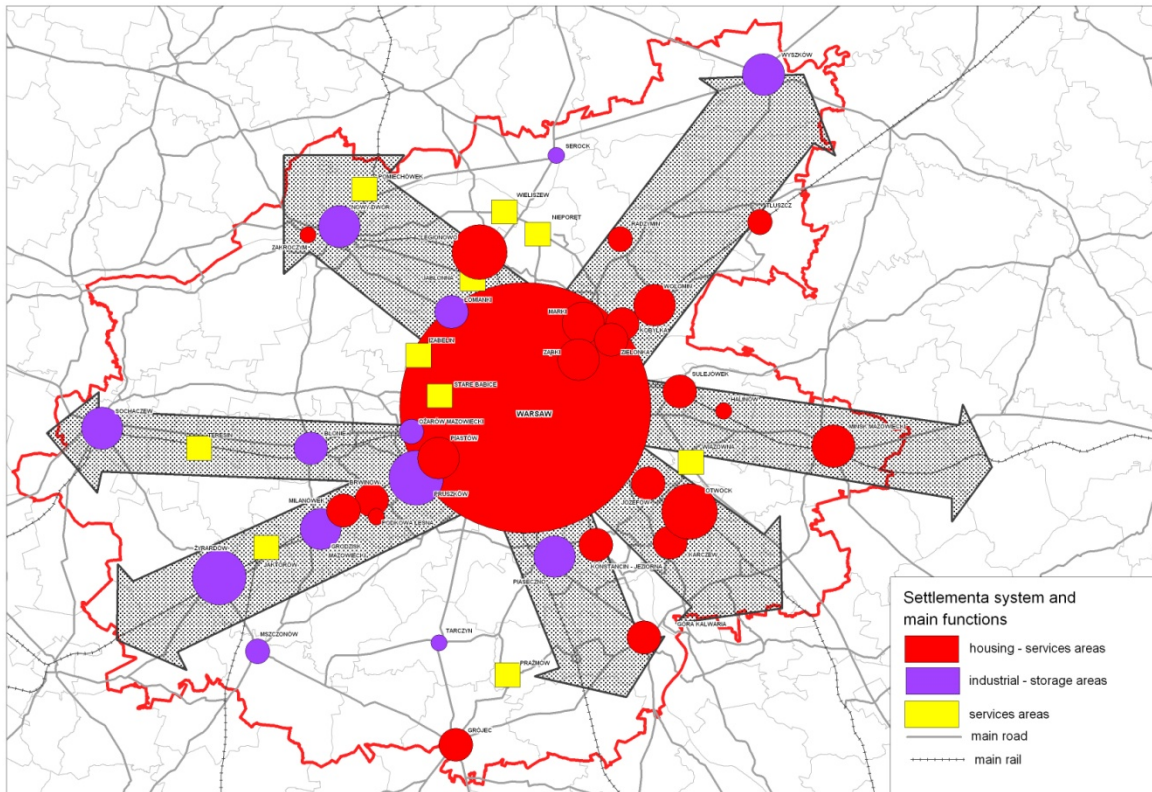 WYSZKÓW
SEROCK
POMIECHÓWEK
WIELISZEW
NOWY DWÓR
NIEPORĘT
TŁUSZCZ
RADZYMIN
ZAKROCZYM
LEGIONOWO
JABŁONNA
ŁOMIANKI
WOŁOMIN
MARKI
KOBYŁKA
IZABELIN
ZIELONKA
ZĄBKI
SULEJÓWEK
STARE BABICE
HALINÓW
SOCHACZEW
WARSAW
OŻARÓW MAZOWIECKI
MIŃSK MAZOWIECKI
PIASTÓW
BŁONIE
TERESIN
WIĄZOWNA
BRWINÓW
PRUSZKÓW
OTWOCK
MILANÓWEK
JÓZEFÓW
PODKOWA LEŚNA
GRODZISK
MAZOWIECKI
ŻYRARDÓW
KARCZEW
JAKTORÓW
KONSTANCIN - JEZIORNA
PIASECZNO
GÓRA KALWARIA
TARCZYN
MSZCZONÓW
PRAŻMÓW
GRÓJEC
Settlementa system and
main functions
housing - services areas
industrial - storage areas
services areas
main road
main rail